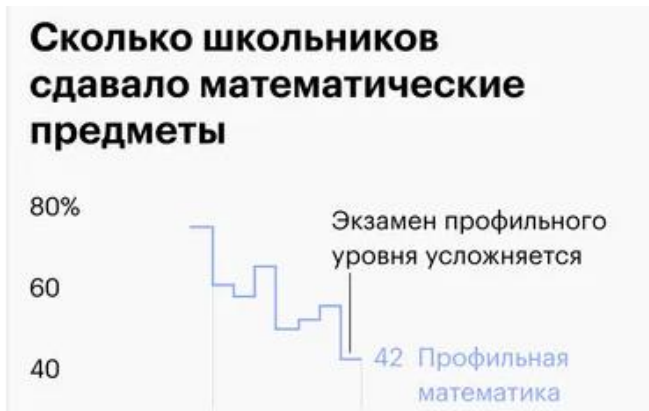 Сколько школьников
сдавало математические
предметы
80%
Экзамен профильного
уровня усложняется
60
40
42 Профильная
математика